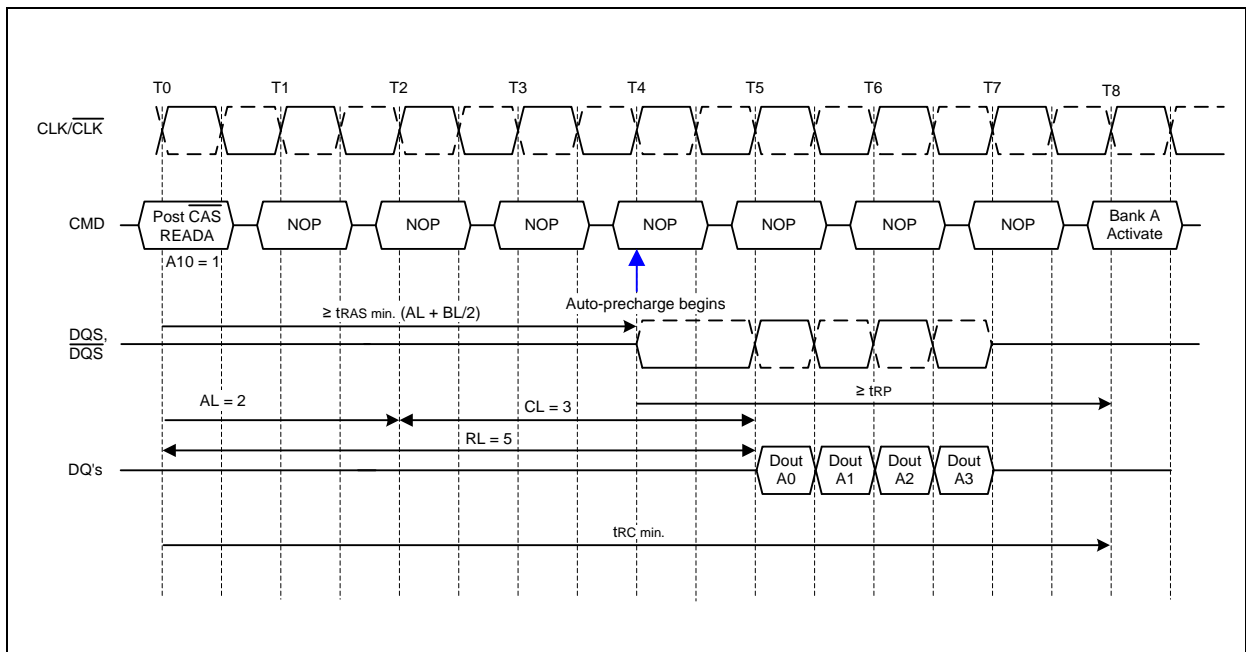 T0 T1 T2 T3 T4 T5 T6 T7 T8
CLK/CLK
CMD
Post CAS
READA
NOP NOP NOP NOP NOP NOP NOP
Bank A
Activate
A10 = 1
Auto-precharge begins
≥ tRAS min. (AL + BL/2)
DQS,
DQS
≥ tRP
AL = 2
CL = 3
RL = 5
DQ's
Dout
A0
Dout
A1
Dout
A2
Dout
A3
tRC min.